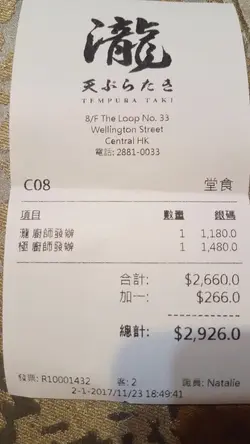 瀧
天ぷらたき
TEMPURA TAKI
8/F The Loop No. 33
Wellington Street
Central HK
電話: 2881-0033
C08 堂食
項目 數量 銀碼
瀧 廚師發辦 1 1,180.0
極 廚師發辦 1 1,480.0
合計: $2,660.0
加一: $266.0
總計: $2,926.0
發票: R10001432 客: 2 職員: Natalie
2-1-2017/11/23 18:49:41